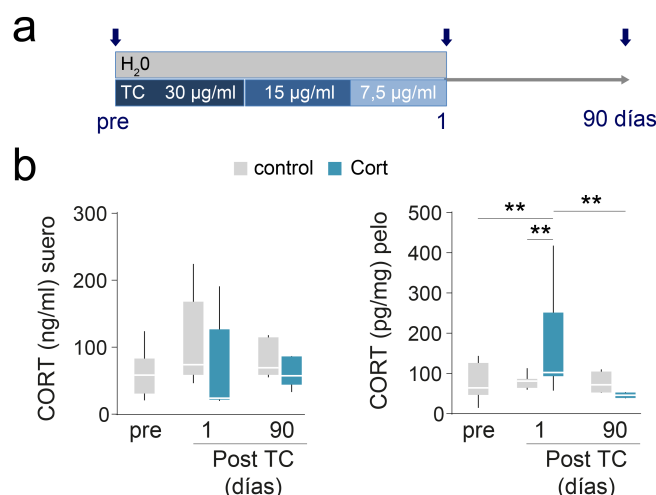 a
H₂0
TC 30 µg/ml 15 µg/ml 7,5 µg/ml
pre 1 90 días
b
control Cort
CORT (ng/ml) suero
300
200
100
0
pre 1 90
Post TC
(días)
CORT (pg/mg) pelo
500
400
300
200
100
0
** **
**
pre 1 90
Post TC
(días)